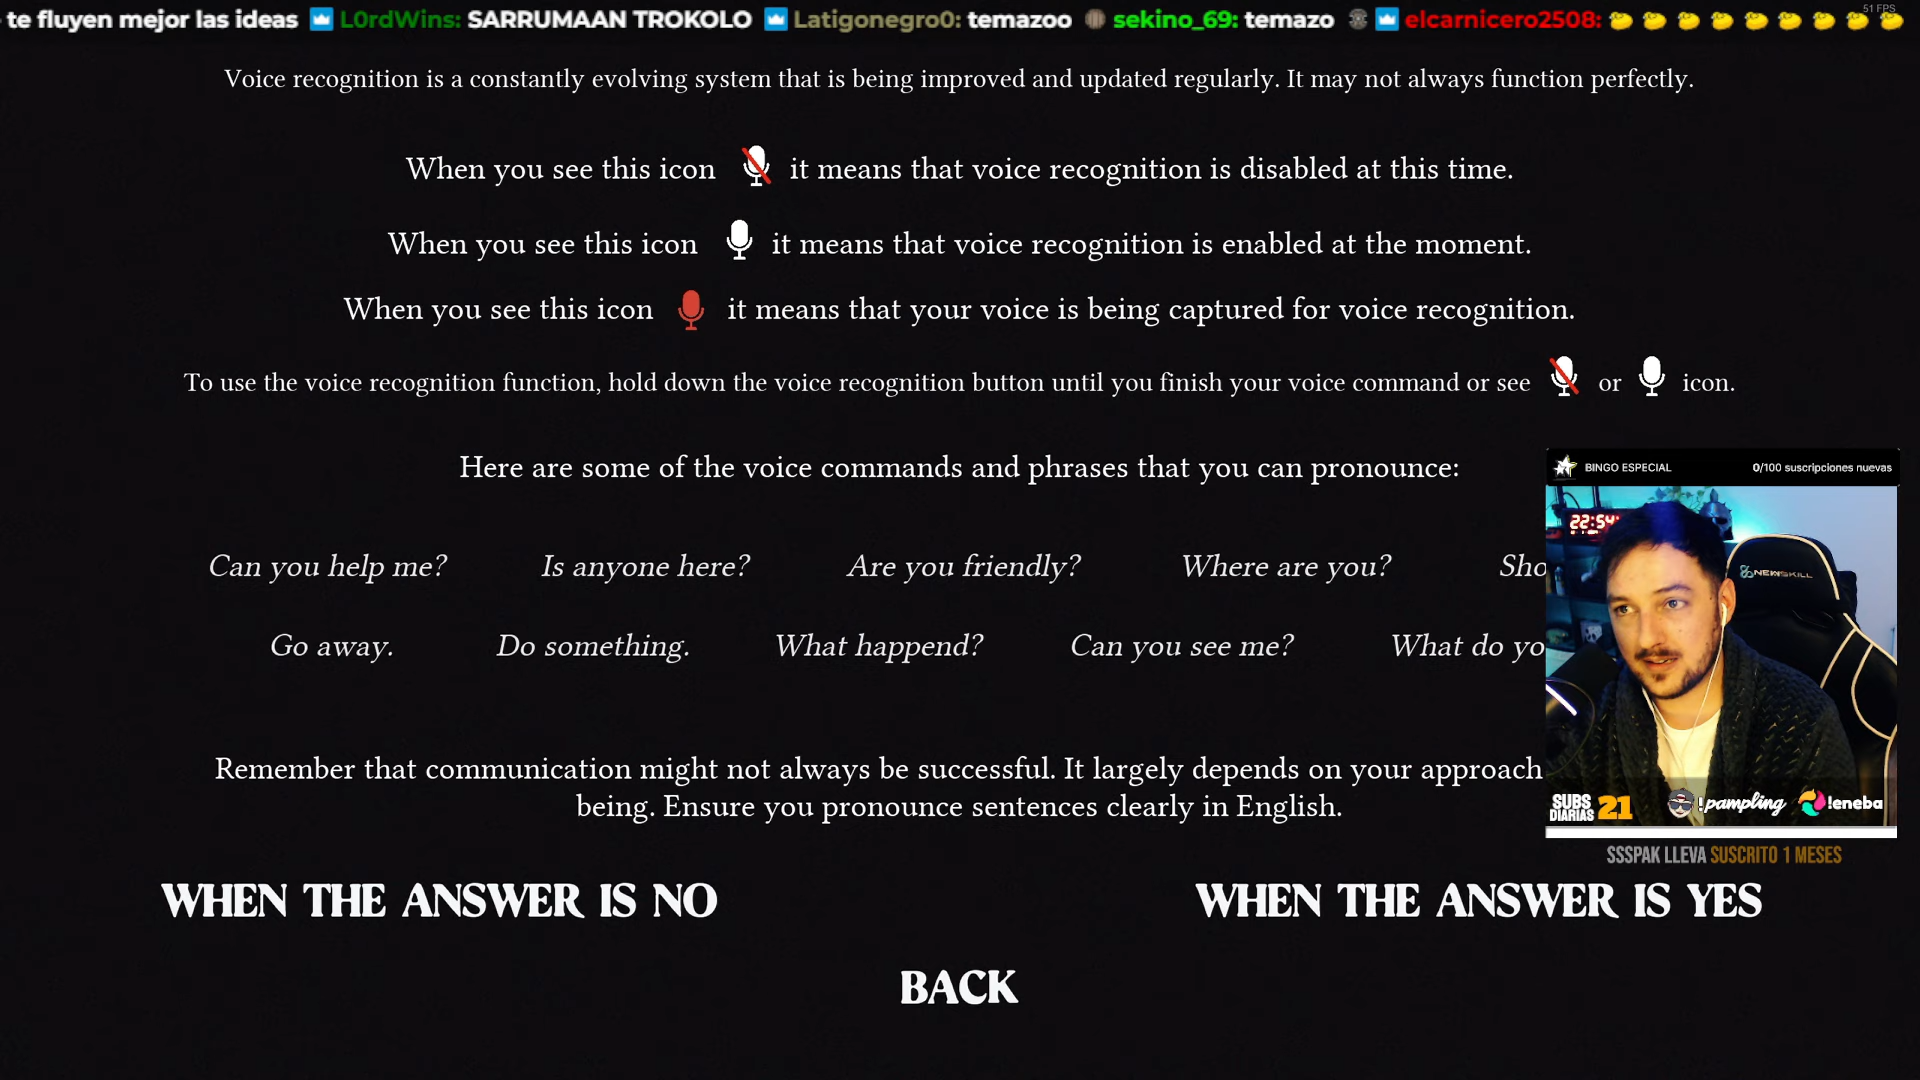 te fluyen mejor las ideas L0rdWins: SARRUMAAN TROKOLO Latigonegro0: temazoo sekino_69: temazo elcarnicero2508:
51 FPS
Voice recognition is a constantly evolving system that is being improved and updated regularly. It may not always function perfectly.
When you see this icon it means that voice recognition is disabled at this time.
When you see this icon it means that voice recognition is enabled at the moment.
When you see this icon it means that your voice is being captured for voice recognition.
To use the voice recognition function, hold down the voice recognition button until you finish your voice command or see or icon.
Here are some of the voice commands and phrases that you can pronounce:
BINGO ESPECIAL 0/100 suscripciones nuevas
22:54
Can you help me? Is anyone here? Are you friendly? Where are you? Sho
NEWSKILL
Go away. Do something. What happend? Can you see me? What do yo
Remember that communication might not always be successful. It largely depends on your approach
being. Ensure you pronounce sentences clearly in English.
SUBS DIARIAS 21 !pampling !eneba
SSSPAK LLEVA SUSCRITO 1 MESES
WHEN THE ANSWER IS NO WHEN THE ANSWER IS YES
BACK